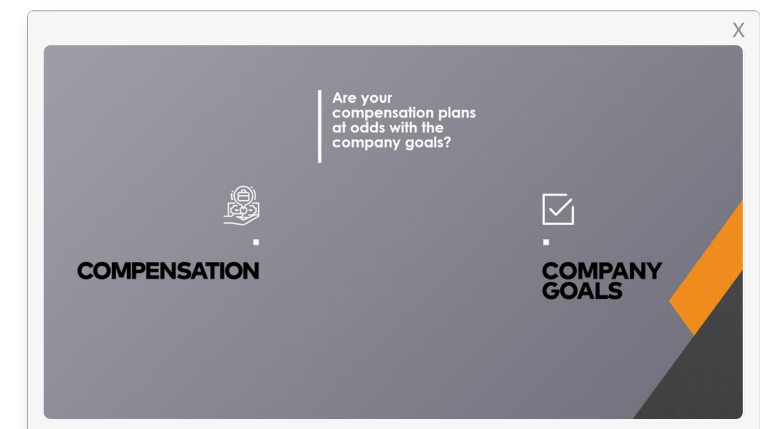 X
Are your
compensation plans
at odds with the
company goals?
COMPENSATION
COMPANY
GOALS